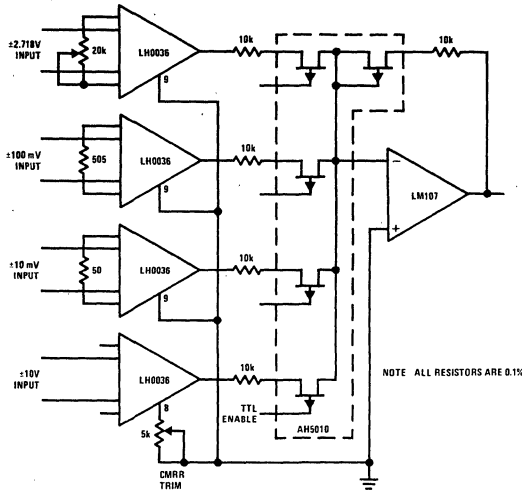 ±2.718V
INPUT
20k
LH0036
9
10k
10k
±100 mV
INPUT
505
LH0036
9
10k
LM107
−
+
±10 mV
INPUT
50
LH0036
9
10k
±10V
INPUT
LH0036
8
10k
NOTE ALL RESISTORS ARE 0.1%
5k
TTL
ENABLE
AH5010
CMRR
TRIM